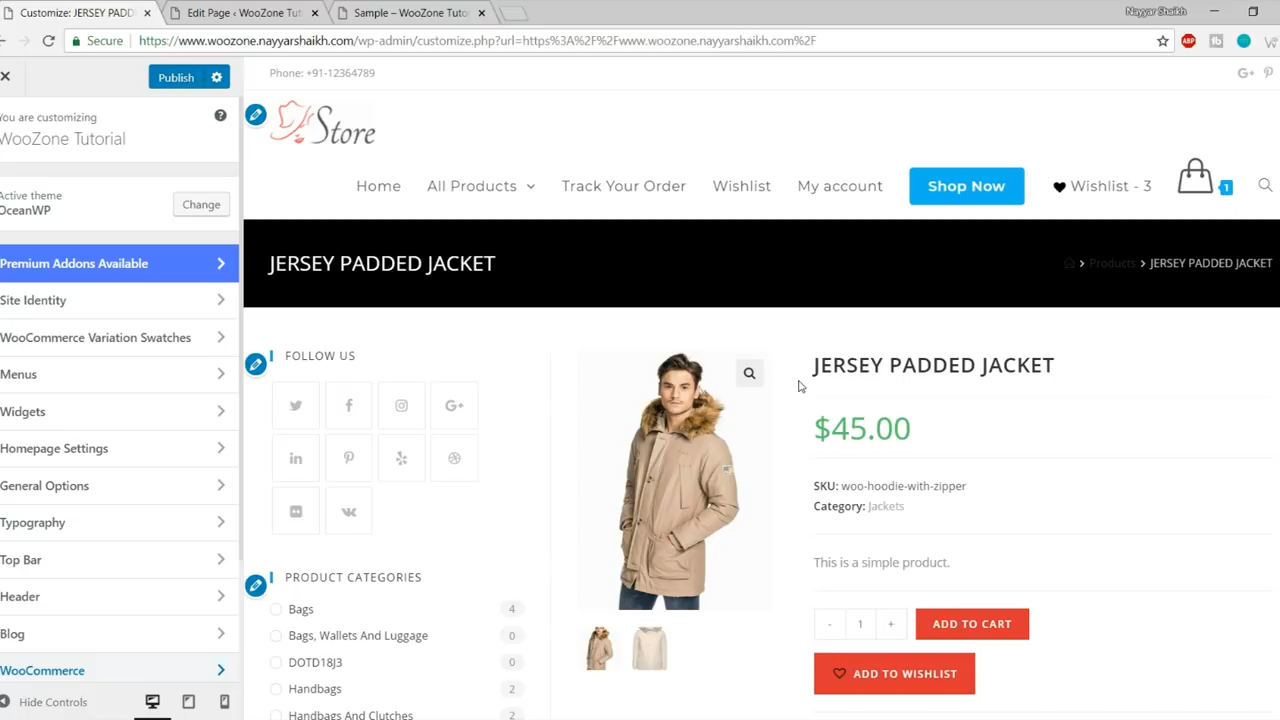 Customize: JERSEY PADD
Edit Page ‹ WooZone Tut
Sample – WooZone Tuto
Nayyar Shaikh
Secure
https://www.woozone.nayyarshaikh.com/wp-admin/customize.php?url=https%3A%2F%2Fwww.woozone.nayyarshaikh.com%2F
ABP
Publish
You are customizing
WooZone Tutorial
Active theme
OceanWP
Change
Premium Addons Available
Site Identity
WooCommerce Variation Swatches
Menus
Widgets
Homepage Settings
General Options
Typography
Top Bar
Header
Blog
WooCommerce
Hide Controls
Phone: +91-12364789
Store
Home
All Products
Track Your Order
Wishlist
My account
Shop Now
Wishlist - 3
1
JERSEY PADDED JACKET
Products
JERSEY PADDED JACKET
FOLLOW US
PRODUCT CATEGORIES
Bags 4
Bags, Wallets And Luggage 0
DOTD18J3 0
Handbags 2
Handbags And Clutches 2
JERSEY PADDED JACKET
$45.00
SKU: woo-hoodie-with-zipper
Category: Jackets
This is a simple product.
- 1 +
ADD TO CART
ADD TO WISHLIST